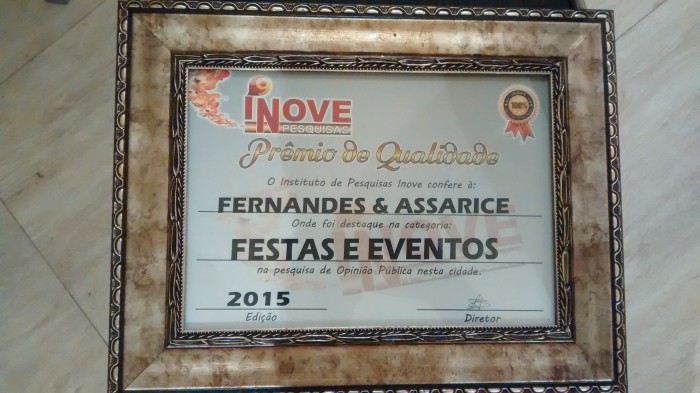 INOVE
PESQUISAS
100%
Prêmio de Qualidade
O Instituto de Pesquisas Inove confere à:
FERNANDES & ASSARICE
Onde foi destaque na categoria:
FESTAS E EVENTOS
na pesquisa de Opinião Pública nesta cidade.
2015
Edição
Diretor